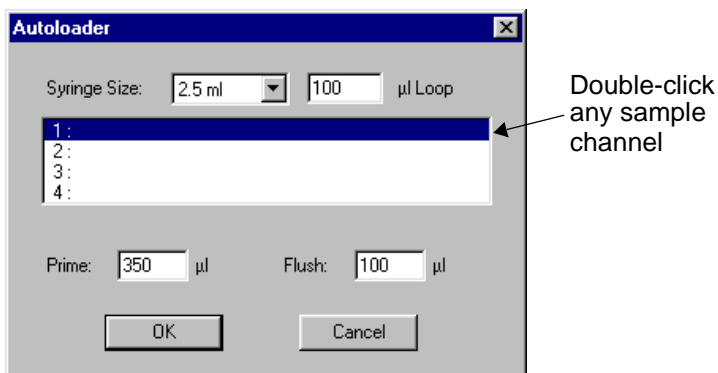 Autoloader
Syringe Size: 2.5 ml 100 µl Loop
Double-click
any sample
channel
1 :
2 :
3 :
4 :
Prime: 350 µl Flush: 100 µl
OK Cancel